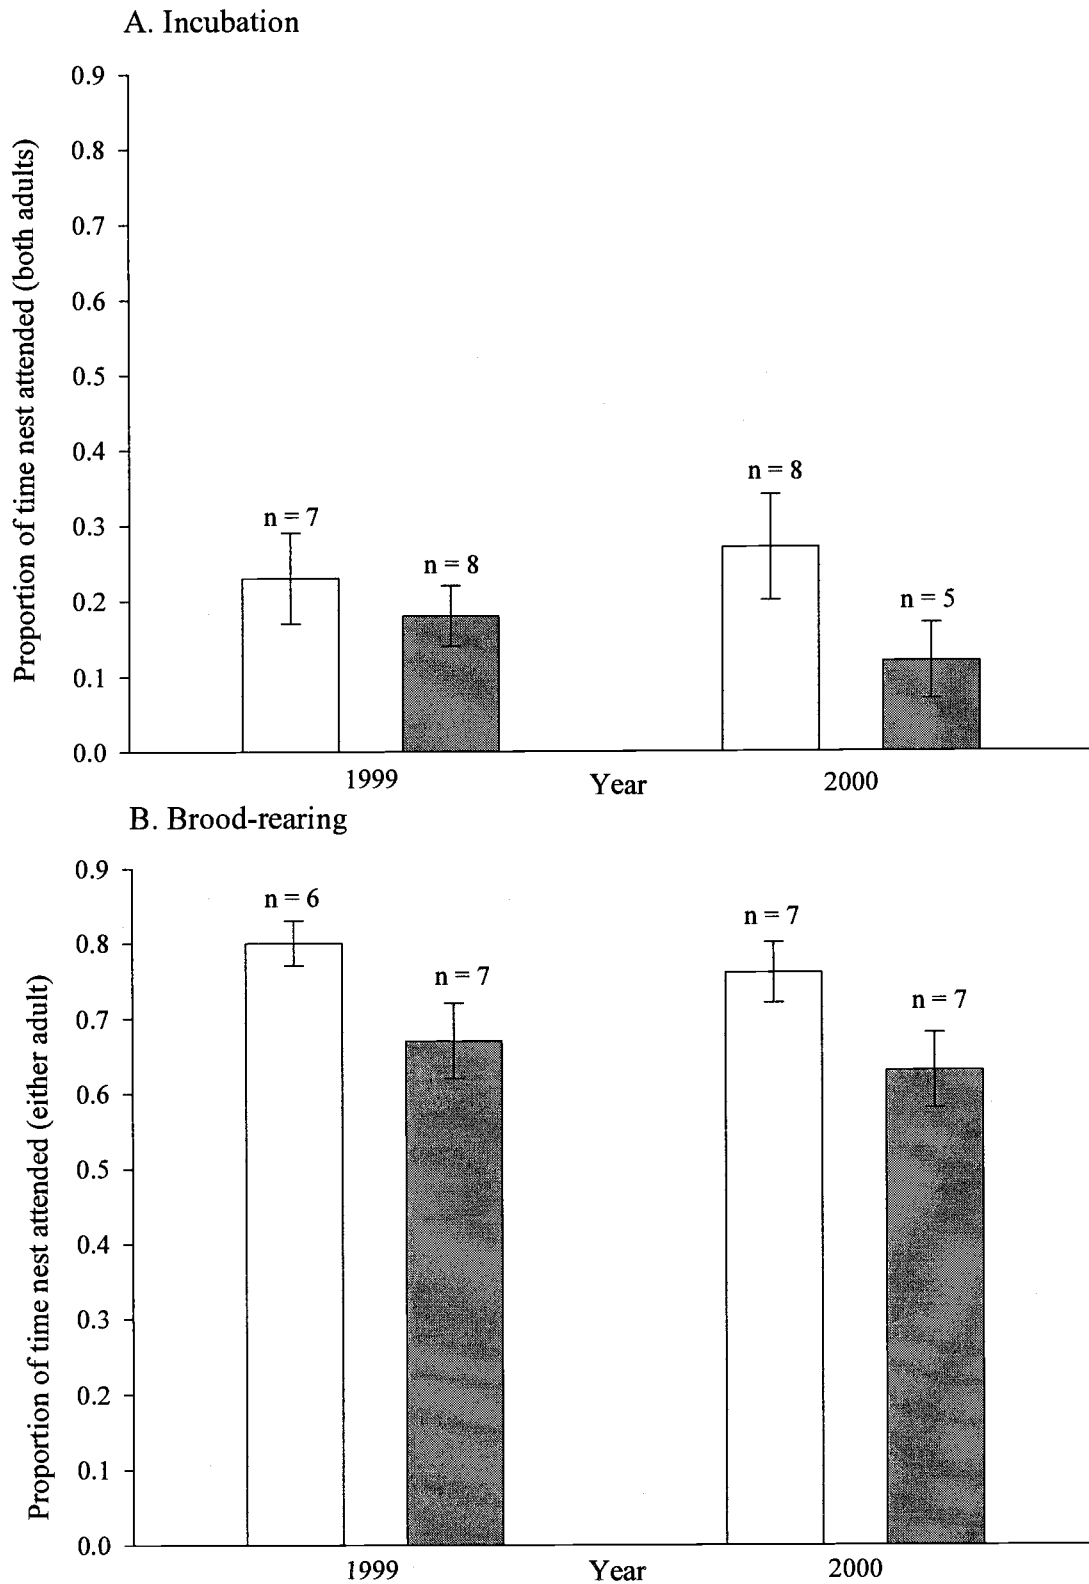 A. Incubation
Proportion of time nest attended (both adults)
0.9
0.8
0.7
0.6
0.5
0.4
0.3
0.2
0.1
0.0
n = 7
n = 8
n = 8
n = 5
1999
Year
2000
B. Brood-rearing
Proportion of time nest attended (either adult)
0.9
0.8
0.7
0.6
0.5
0.4
0.3
0.2
0.1
0.0
n = 6
n = 7
n = 7
n = 7
1999
Year
2000